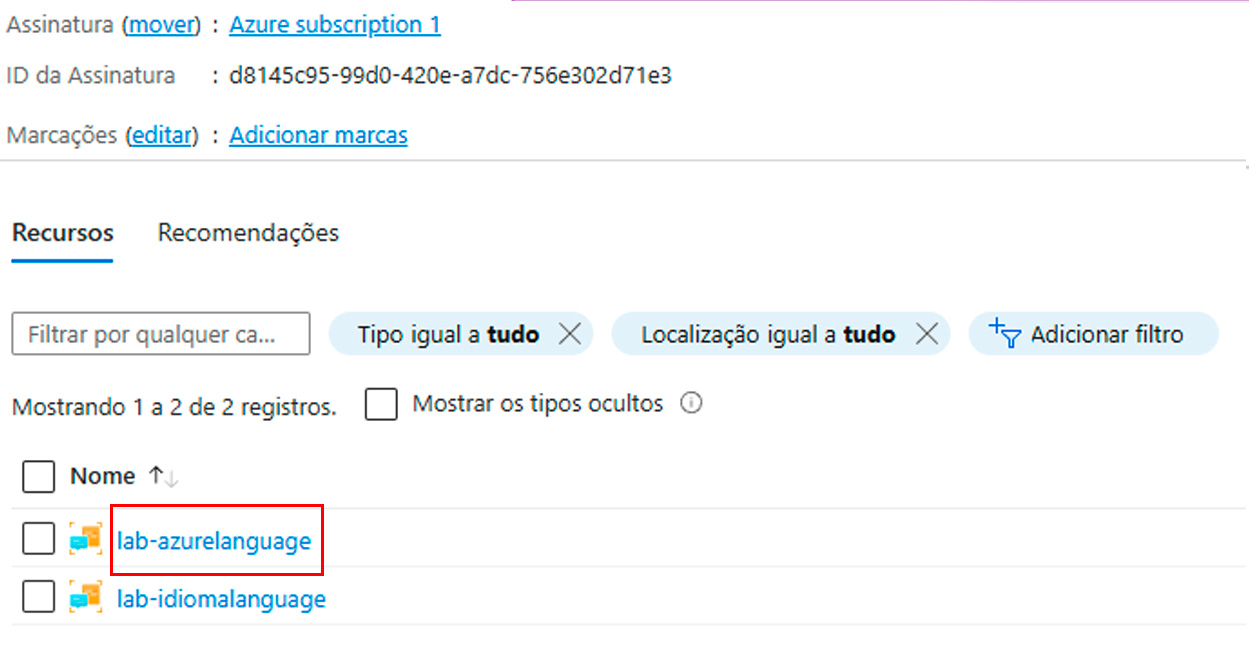 Assinatura (mover) : Azure subscription 1
ID da Assinatura : d8145c95-99d0-420e-a7dc-756e302d71e3
Marcações (editar) : Adicionar marcas
Recursos Recomendações
Filtrar por qualquer ca... Tipo igual a tudo Localização igual a tudo Adicionar filtro
Mostrando 1 a 2 de 2 registros. Mostrar os tipos ocultos
Nome ↑↓
lab-azurelanguage
lab-idiomalanguage